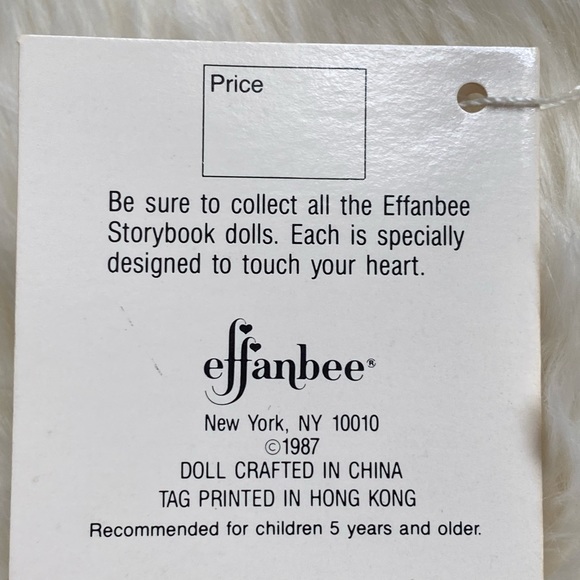 Price
Be sure to collect all the Effanbee
Storybook dolls. Each is specially
designed to touch your heart.
effanbee®
New York, NY 10010
©1987
DOLL CRAFTED IN CHINA
TAG PRINTED IN HONG KONG
Recommended for children 5 years and older.